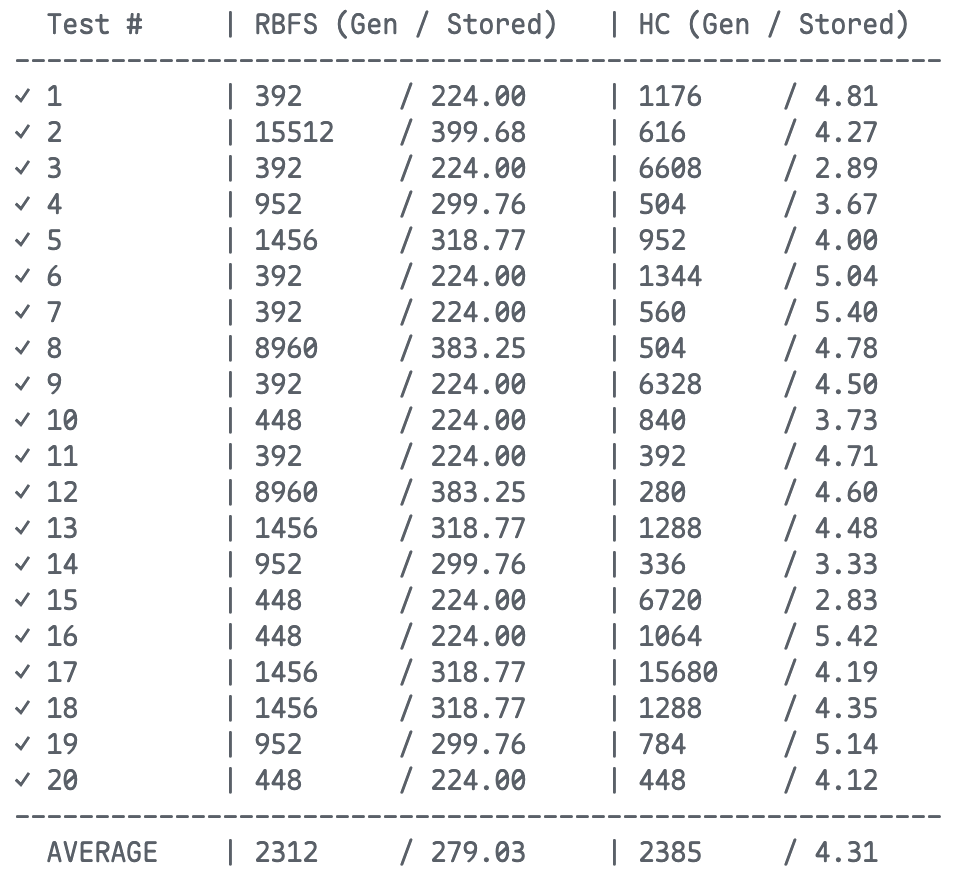 Test # | RBFS (Gen / Stored) | HC (Gen / Stored)
----------------------------------------------------------
✓ 1 | 392 / 224.00 | 1176 / 4.81
✓ 2 | 15512 / 399.68 | 616 / 4.27
✓ 3 | 392 / 224.00 | 6608 / 2.89
✓ 4 | 952 / 299.76 | 504 / 3.67
✓ 5 | 1456 / 318.77 | 952 / 4.00
✓ 6 | 392 / 224.00 | 1344 / 5.04
✓ 7 | 392 / 224.00 | 560 / 5.40
✓ 8 | 8960 / 383.25 | 504 / 4.78
✓ 9 | 392 / 224.00 | 6328 / 4.50
✓ 10 | 448 / 224.00 | 840 / 3.73
✓ 11 | 392 / 224.00 | 392 / 4.71
✓ 12 | 8960 / 383.25 | 280 / 4.60
✓ 13 | 1456 / 318.77 | 1288 / 4.48
✓ 14 | 952 / 299.76 | 336 / 3.33
✓ 15 | 448 / 224.00 | 6720 / 2.83
✓ 16 | 448 / 224.00 | 1064 / 5.42
✓ 17 | 1456 / 318.77 | 15680 / 4.19
✓ 18 | 1456 / 318.77 | 1288 / 4.35
✓ 19 | 952 / 299.76 | 784 / 5.14
✓ 20 | 448 / 224.00 | 448 / 4.12
----------------------------------------------------------
AVERAGE | 2312 / 279.03 | 2385 / 4.31